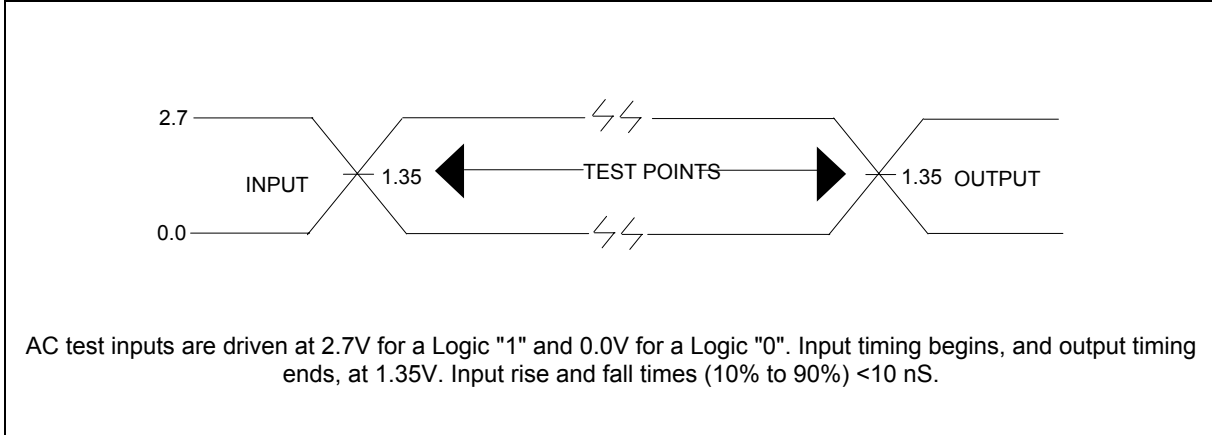 2.7
INPUT
1.35
TEST POINTS
1.35 OUTPUT
0.0
AC test inputs are driven at 2.7V for a Logic "1" and 0.0V for a Logic "0". Input timing begins, and output timing
ends, at 1.35V. Input rise and fall times (10% to 90%) <10 nS.